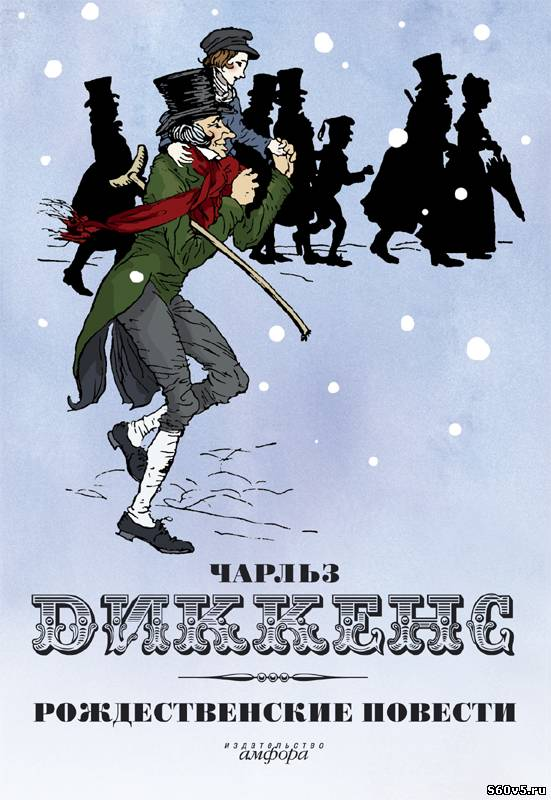 ЧАРЛЬЗ
ДИККЕНС
РОЖДЕСТВЕНСКИЕ ПОВЕСТИ
издательство
амфора
S60v5.ru